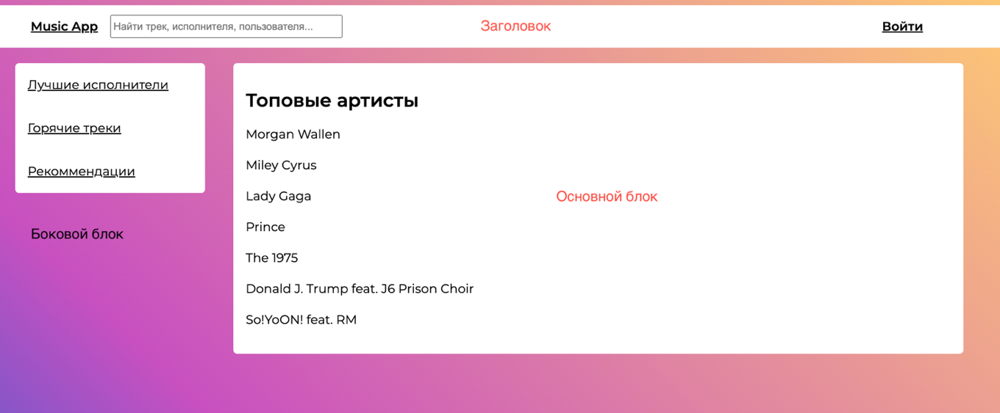 Music App Найти трек, исполнителя, пользователя... Заголовок Войти
Лучшие исполнители
Горячие треки
Рекоммендации
Боковой блок
Топовые артисты
Morgan Wallen
Miley Cyrus
Lady Gaga
Основной блок
Prince
The 1975
Donald J. Trump feat. J6 Prison Choir
So!YoON! feat. RM